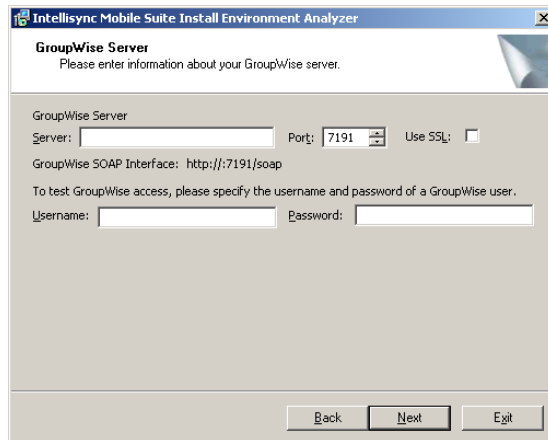 Intellisync Mobile Suite Install Environment Analyzer
GroupWise Server
Please enter information about your GroupWise server.
GroupWise Server
Server: Port: 7191 Use SSL:
GroupWise SOAP Interface: http://:7191/soap
To test GroupWise access, please specify the username and password of a GroupWise user.
Username: Password:
Back Next Exit